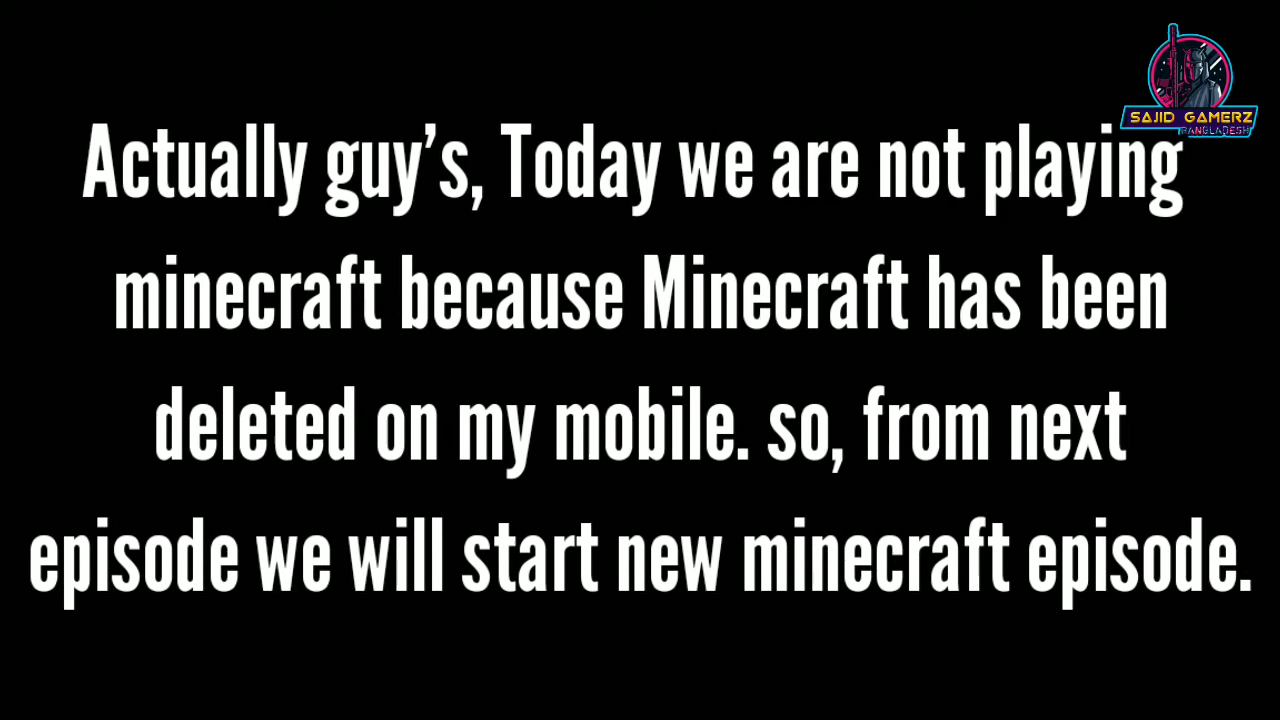 SAJID GAMERZ
BANGLADESH
Actually guy’s, Today we are not playing
minecraft because Minecraft has been
deleted on my mobile. so, from next
episode we will start new minecraft episode.